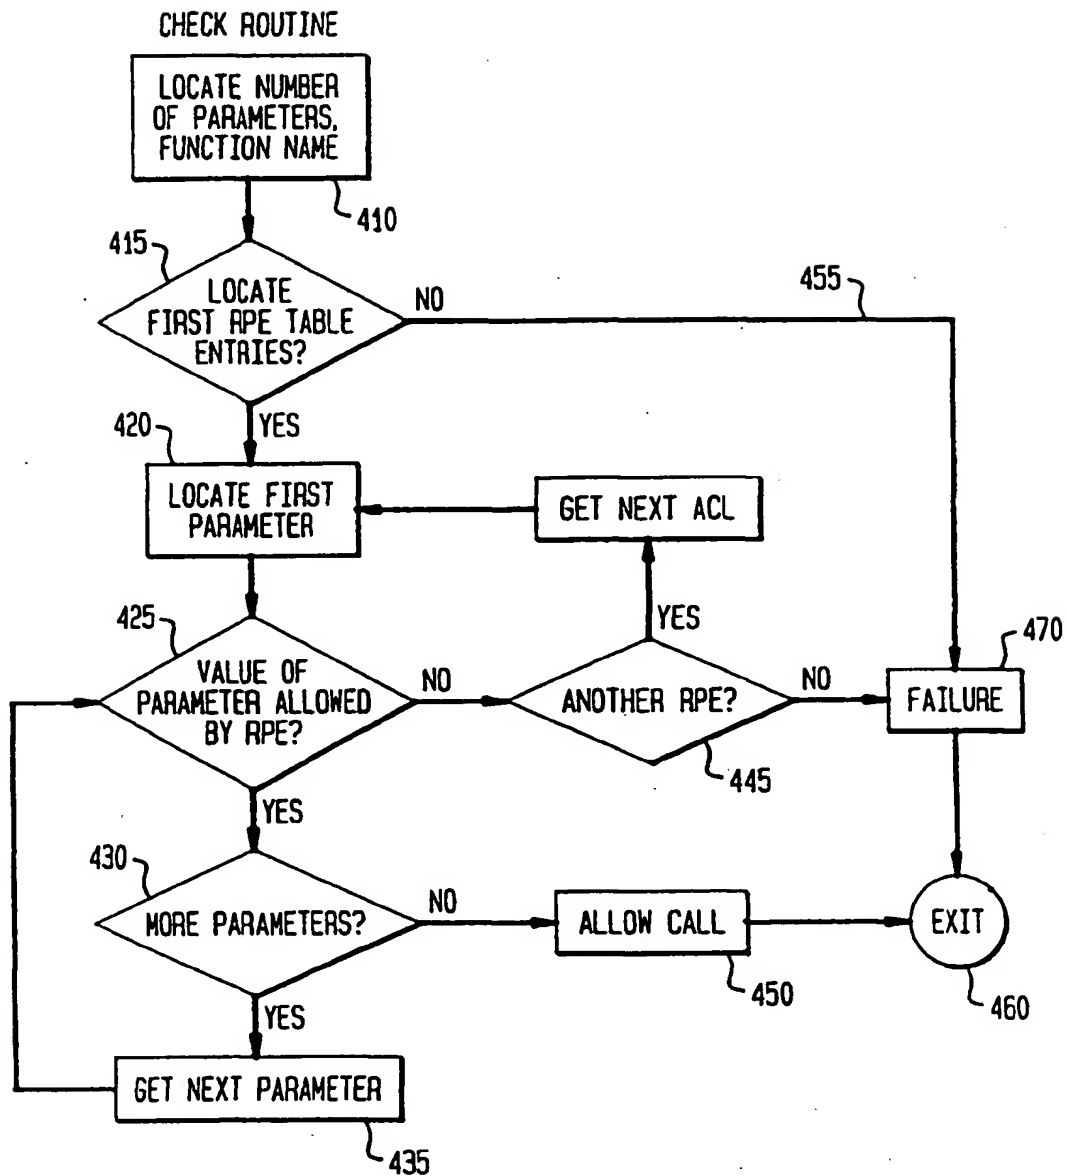 CHECK ROUTINE
LOCATE NUMBER
OF PARAMETERS,
FUNCTION NAME
410
415
LOCATE
FIRST RPE TABLE
ENTRIES?
NO
455
YES
420
LOCATE FIRST
PARAMETER
GET NEXT ACL
425
VALUE OF
PARAMETER ALLOWED
BY RPE?
NO
YES
ANOTHER RPE?
445
NO
470
FAILURE
YES
430
MORE PARAMETERS?
NO
ALLOW CALL
450
EXIT
460
YES
GET NEXT PARAMETER
435